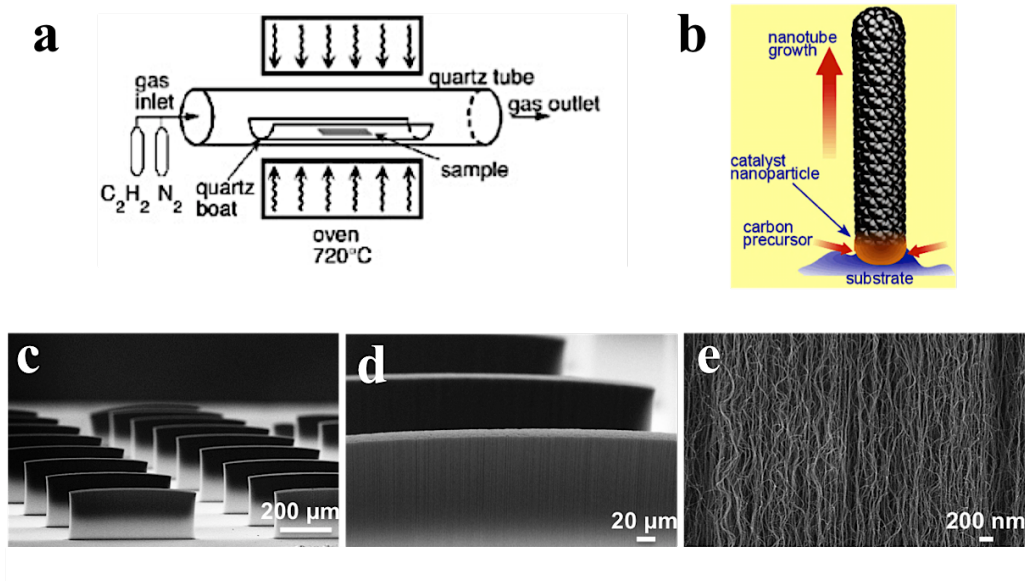 a
gas
inlet
C2H2 N2
quartz
boat
oven
720°C
sample
quartz tube
gas outlet
b
nanotube
growth
catalyst
nanoparticle
carbon
precursor
substrate
c
200 µm
d
20 µm
e
200 nm